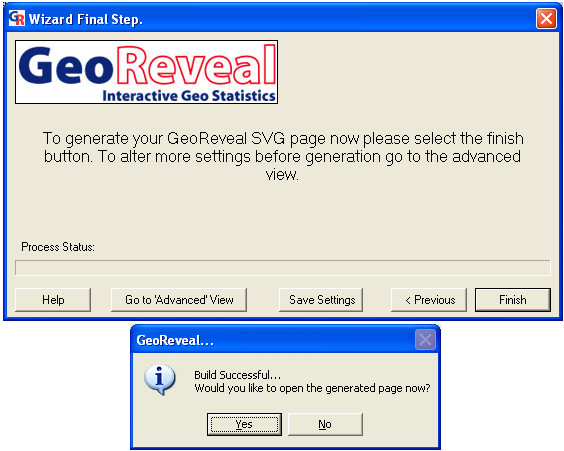 GR Wizard Final Step.
GeoReveal
Interactive Geo Statistics
To generate your GeoReveal SVG page now please select the finish
button. To alter more settings before generation go to the advanced
view.
Process Status:
Help Go to 'Advanced' View Save Settings < Previous Finish
GeoReveal...
Build Successful...
Would you like to open the generated page now?
Yes No